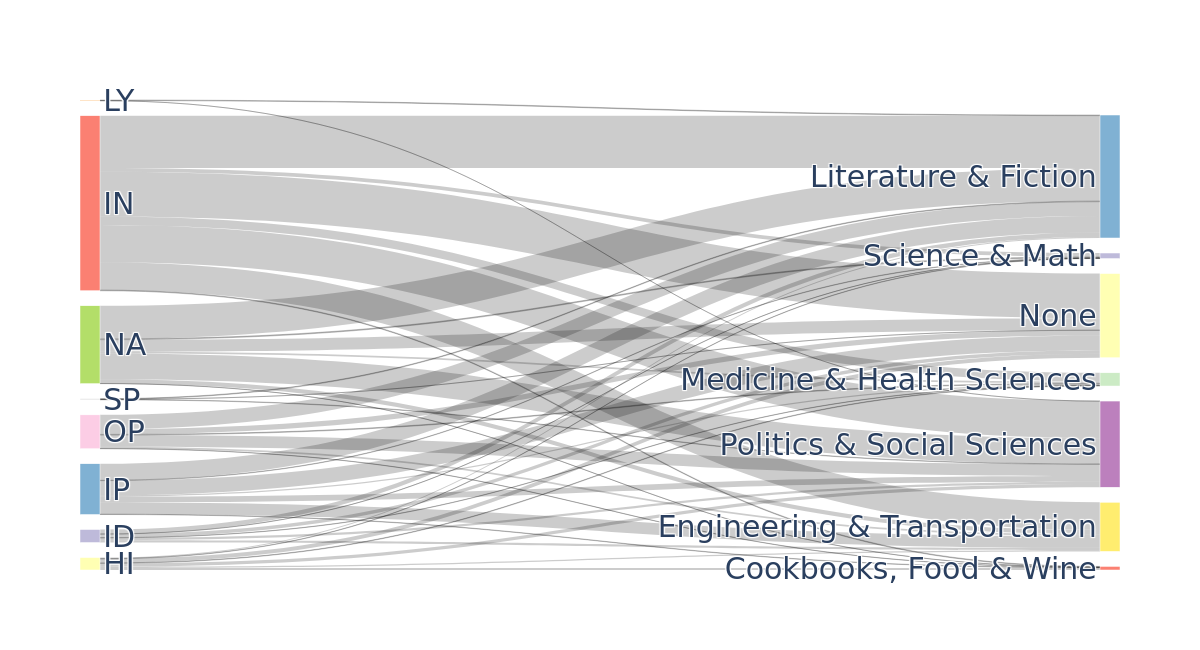 LY
IN
NA
SP
OP
IP
ID
HI
Literature & Fiction
Science & Math
None
Medicine & Health Sciences
Politics & Social Sciences
Engineering & Transportation
Cookbooks, Food & Wine